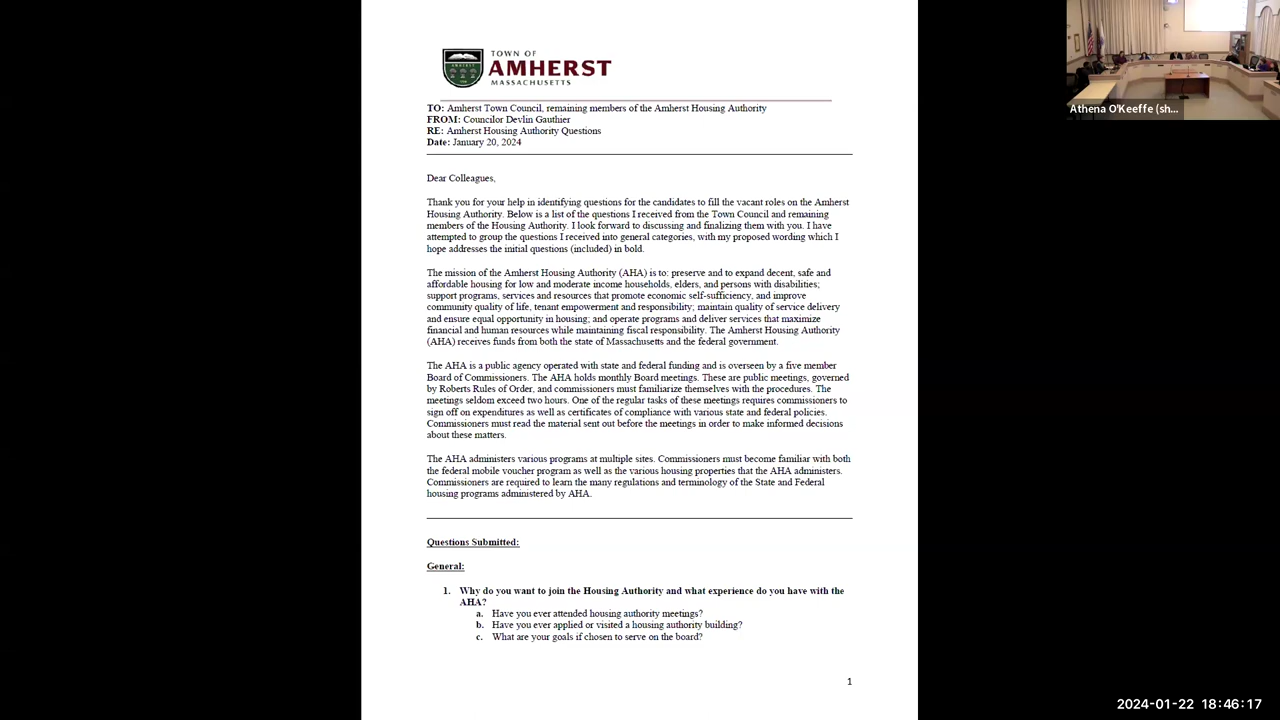 TOWN OF
AMHERST
MASSACHUSETTS
TO: Amherst Town Council, remaining members of the Amherst Housing Authority
FROM: Councilor Devlin Gauthier
RE: Amherst Housing Authority Questions
Date: January 20, 2024
Dear Colleagues,
Thank you for your help in identifying questions for the candidates to fill the vacant roles on the Amherst
Housing Authority. Below is a list of the questions I received from the Town Council and remaining
members of the Housing Authority. I look forward to discussing and finalizing them with you. I have
attempted to group the questions I received into general categories, with my proposed wording which I
hope addresses the initial questions (included) in bold.
The mission of the Amherst Housing Authority (AHA) is to: preserve and to expand decent, safe and
affordable housing for low and moderate income households, elders, and persons with disabilities;
support programs, services and resources that promote economic self-sufficiency, and improve
community quality of life, tenant empowerment and responsibility; maintain quality of service delivery
and ensure equal opportunity in housing; and operate programs and deliver services that maximize
financial and human resources while maintaining fiscal responsibility. The Amherst Housing Authority
(AHA) receives funds from both the state of Massachusetts and the federal government.
The AHA is a public agency operated with state and federal funding and is overseen by a five member
Board of Commissioners. The AHA holds monthly Board meetings. These are public meetings, governed
by Roberts Rules of Order, and commissioners must familiarize themselves with the procedures. The
meetings seldom exceed two hours. One of the regular tasks of these meetings requires commissioners to
sign off on expenditures as well as certificates of compliance with various state and federal policies.
Commissioners must read the material sent out before the meetings in order to make informed decisions
about these matters.
The AHA administers various programs at multiple sites. Commissioners must become familiar with both
the federal mobile voucher program as well as the various housing properties that the AHA administers.
Commissioners are required to learn the many regulations and terminology of the State and Federal
housing programs administered by AHA.
Questions Submitted:
General:
1. Why do you want to join the Housing Authority and what experience do you have with the
AHA?
a. Have you ever attended housing authority meetings?
b. Have you ever applied or visited a housing authority building?
c. What are your goals if chosen to serve on the board?
1
Athena O'Keeffe (sh...
2024-01-22 18:46:17